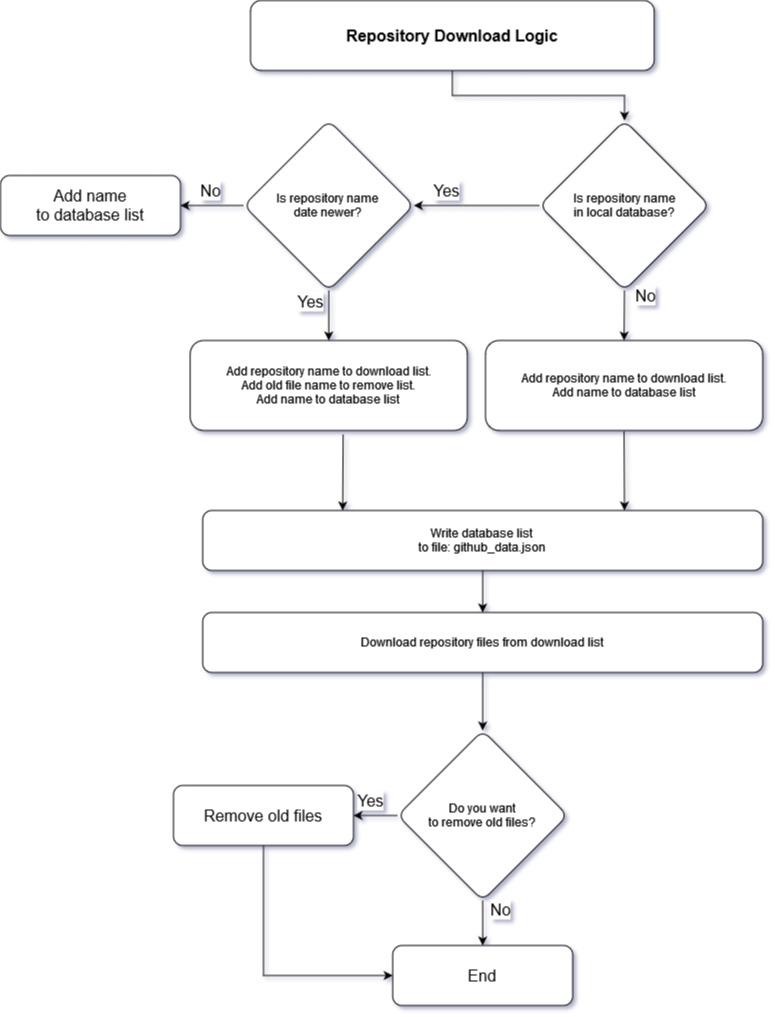 Repository Download Logic
Is repository name
in local database?
Yes
Is repository name
date newer?
No
Add name
to database list
Yes
No
Add repository name to download list.
Add old file name to remove list.
Add name to database list
Add repository name to download list.
Add name to database list
Write database list
to file: github_data.json
Download repository files from download list
Do you want
to remove old files?
Yes
Remove old files
No
End